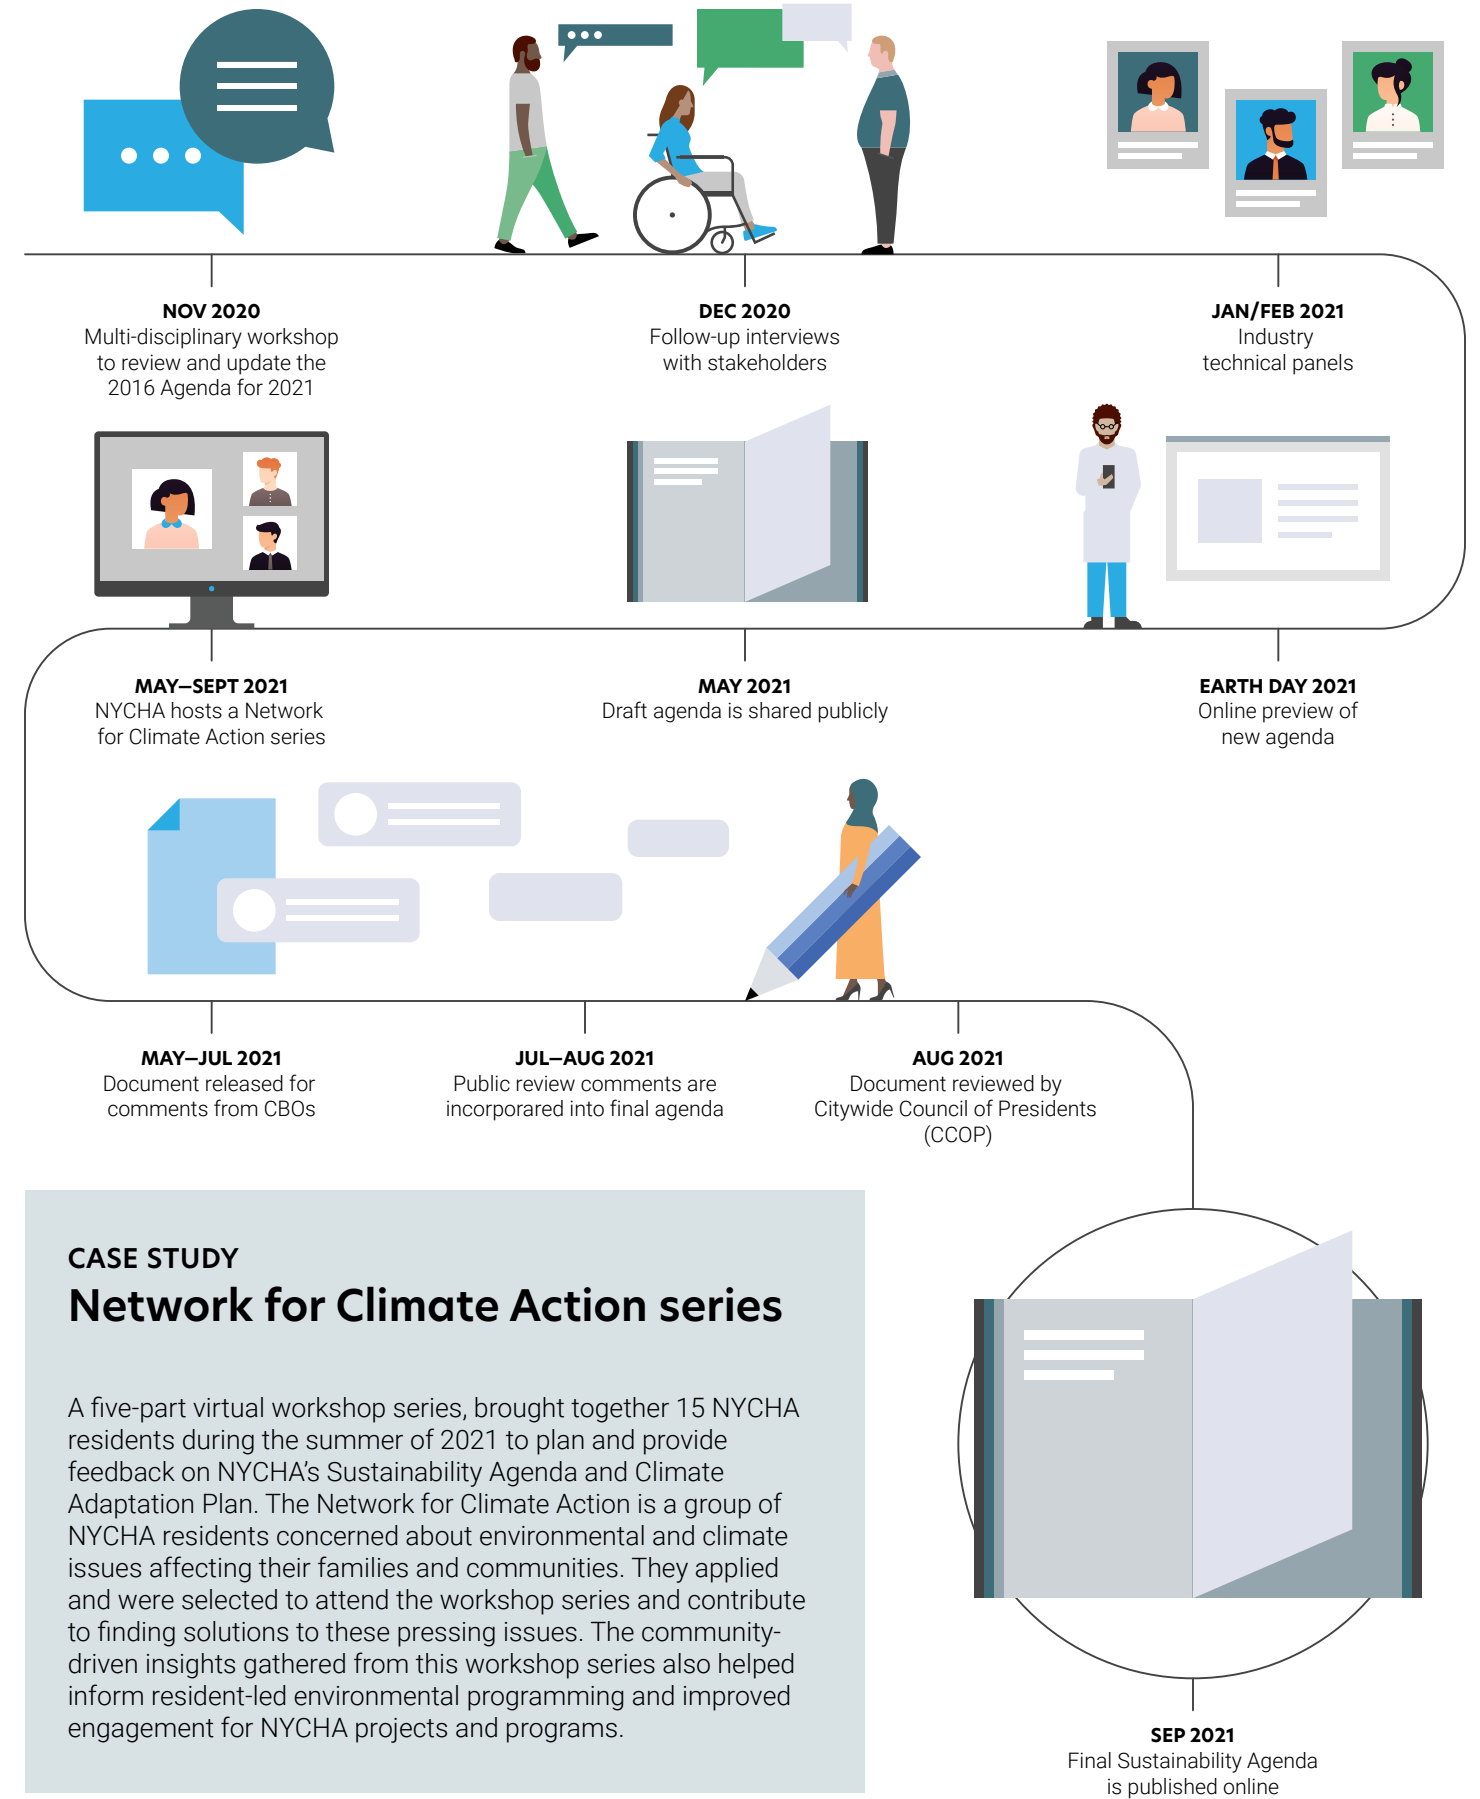 NOV 2020
Multi-disciplinary workshop
to review and update the
2016 Agenda for 2021
DEC 2020
Follow-up interviews
with stakeholders
JAN/FEB 2021
Industry
technical panels
EARTH DAY 2021
Online preview of
new agenda
MAY 2021
Draft agenda is shared publicly
MAY–SEPT 2021
NYCHA hosts a Network
for Climate Action series
MAY–JUL 2021
Document released for
comments from CBOs
JUL–AUG 2021
Public review comments are
incorporared into final agenda
AUG 2021
Document reviewed by
Citywide Council of Presidents
(CCOP)
SEP 2021
Final Sustainability Agenda
is published online
CASE STUDY
Network for Climate Action series
A five-part virtual workshop series, brought together 15 NYCHA
residents during the summer of 2021 to plan and provide
feedback on NYCHA’s Sustainability Agenda and Climate
Adaptation Plan. The Network for Climate Action is a group of
NYCHA residents concerned about environmental and climate
issues affecting their families and communities. They applied
and were selected to attend the workshop series and contribute
to finding solutions to these pressing issues. The community-
driven insights gathered from this workshop series also helped
inform resident-led environmental programming and improved
engagement for NYCHA projects and programs.